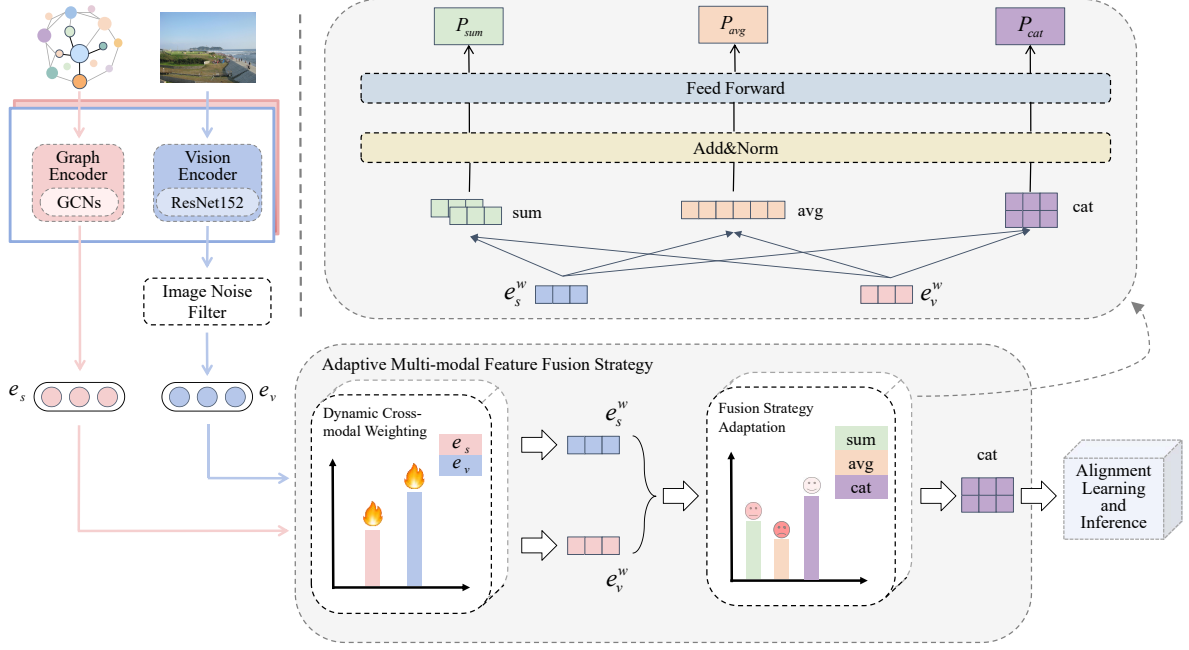 P_sum
P_avg
P_cat
Feed Forward
Add&Norm
sum
avg
cat
e_s^w
e_v^w
Graph
Encoder
GCNs
Vision
Encoder
ResNet152
Image Noise
Filter
e_s
e_v
Adaptive Multi-modal Feature Fusion Strategy
Dynamic Cross-
modal Weighting
e_s
e_v
e_s^w
e_v^w
Fusion Strategy
Adaptation
sum
avg
cat
cat
Alignment
Learning
and
Inference